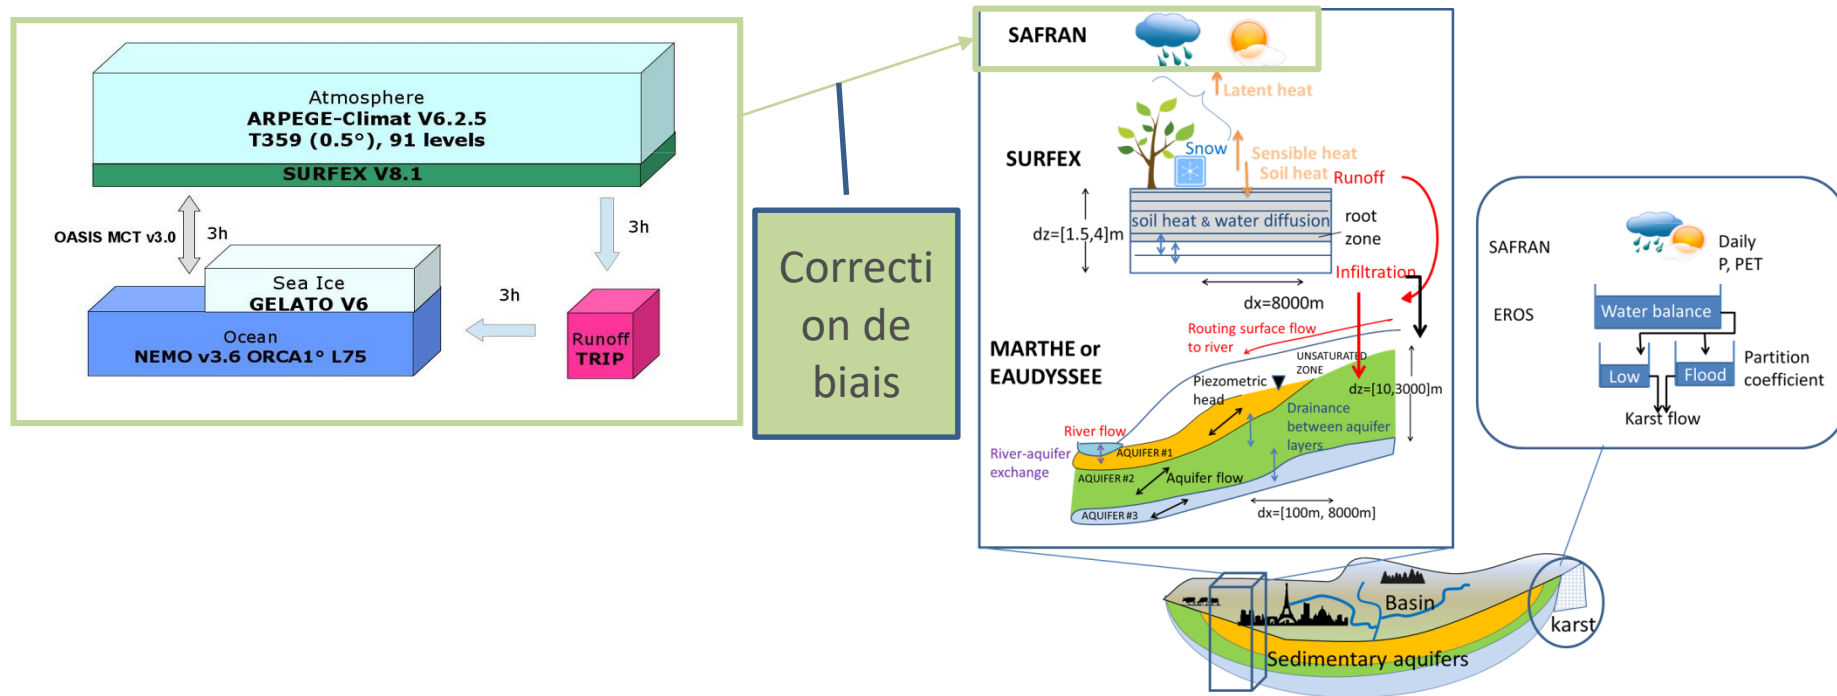 Atmosphere
ARPEGE-Climat V6.2.5
T359 (0.5°), 91 levels
SURFEX V8.1
OASIS MCT v3.0
3h
3h
Sea Ice
GELATO V6
3h
Ocean
NEMO v3.6 ORCA1° L75
Runoff
TRIP
Correcti
on de
biais
SAFRAN
Latent heat
SURFEX
Snow
Sensible heat
Soil heat
Runoff
soil heat & water diffusion
root
zone
dz=[1.5,4]m
Infiltration
dx=8000m
Routing surface flow
to river
MARTHE or
EAUDYSSEE
UNSATURATED
ZONE
dz=[10,3000]m
Piezometric
head
Drainance
between aquifer
layers
River flow
River-aquifer
exchange
AQUIFER #1
AQUIFER #2
Aquifer flow
AQUIFER #3
dx=[100m, 8000m]
SAFRAN
Daily
P, PET
EROS
Water balance
Low
Flood
Partition
coefficient
Karst flow
Basin
karst
Sedimentary aquifers